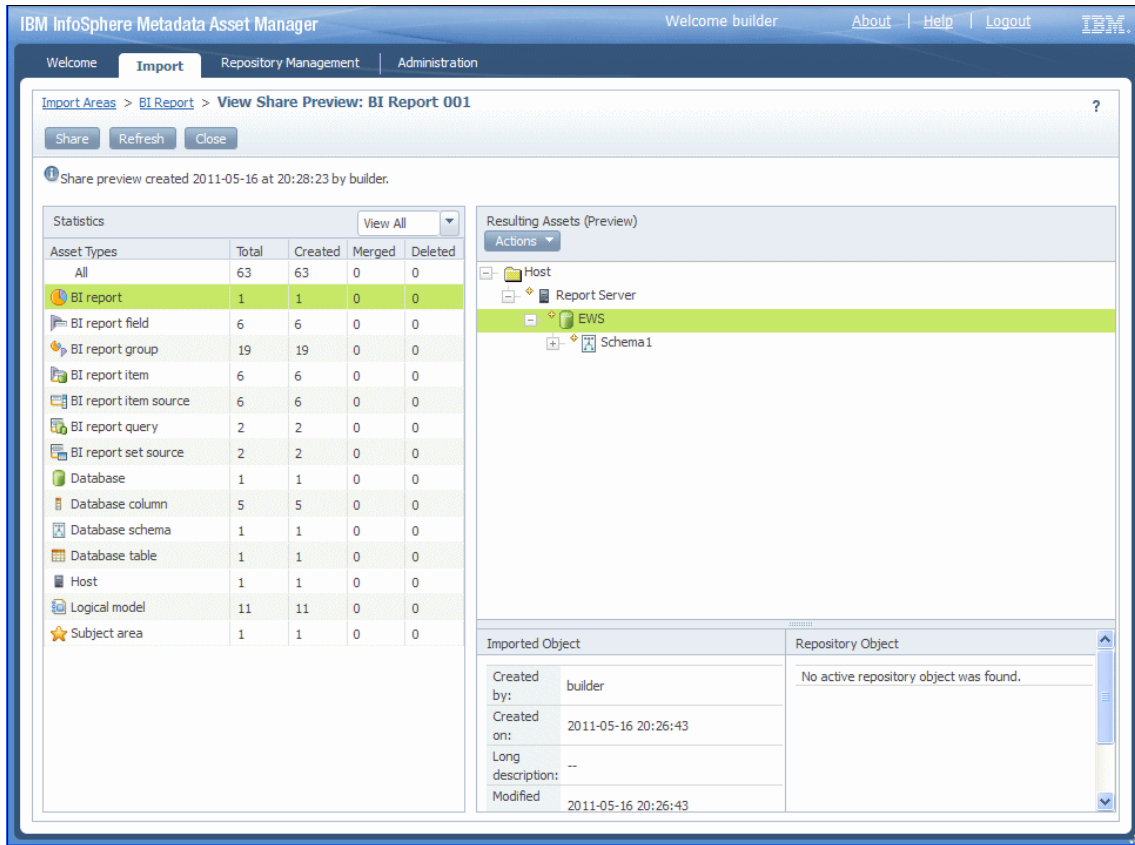 IBM InfoSphere Metadata Asset Manager Welcome builder About | Help | Logout IBM.
Welcome Import Repository Management | Administration
Import Areas > BI Report > View Share Preview: BI Report 001 ?
Share Refresh Close
Share preview created 2011-05-16 at 20:28:23 by builder.
Statistics View All
Asset Types Total Created Merged Deleted
All 63 63 0 0
BI report 1 1 0 0
BI report field 6 6 0 0
BI report group 19 19 0 0
BI report item 6 6 0 0
BI report item source 6 6 0 0
BI report query 2 2 0 0
BI report set source 2 2 0 0
Database 1 1 0 0
Database column 5 5 0 0
Database schema 1 1 0 0
Database table 1 1 0 0
Host 1 1 0 0
Logical model 11 11 0 0
Subject area 1 1 0 0
Resulting Assets (Preview)
Actions
Host
Report Server
EWS
Schema1
Imported Object
Created by: builder
Created on: 2011-05-16 20:26:43
Long description: --
Modified 2011-05-16 20:26:43
Repository Object
No active repository object was found.